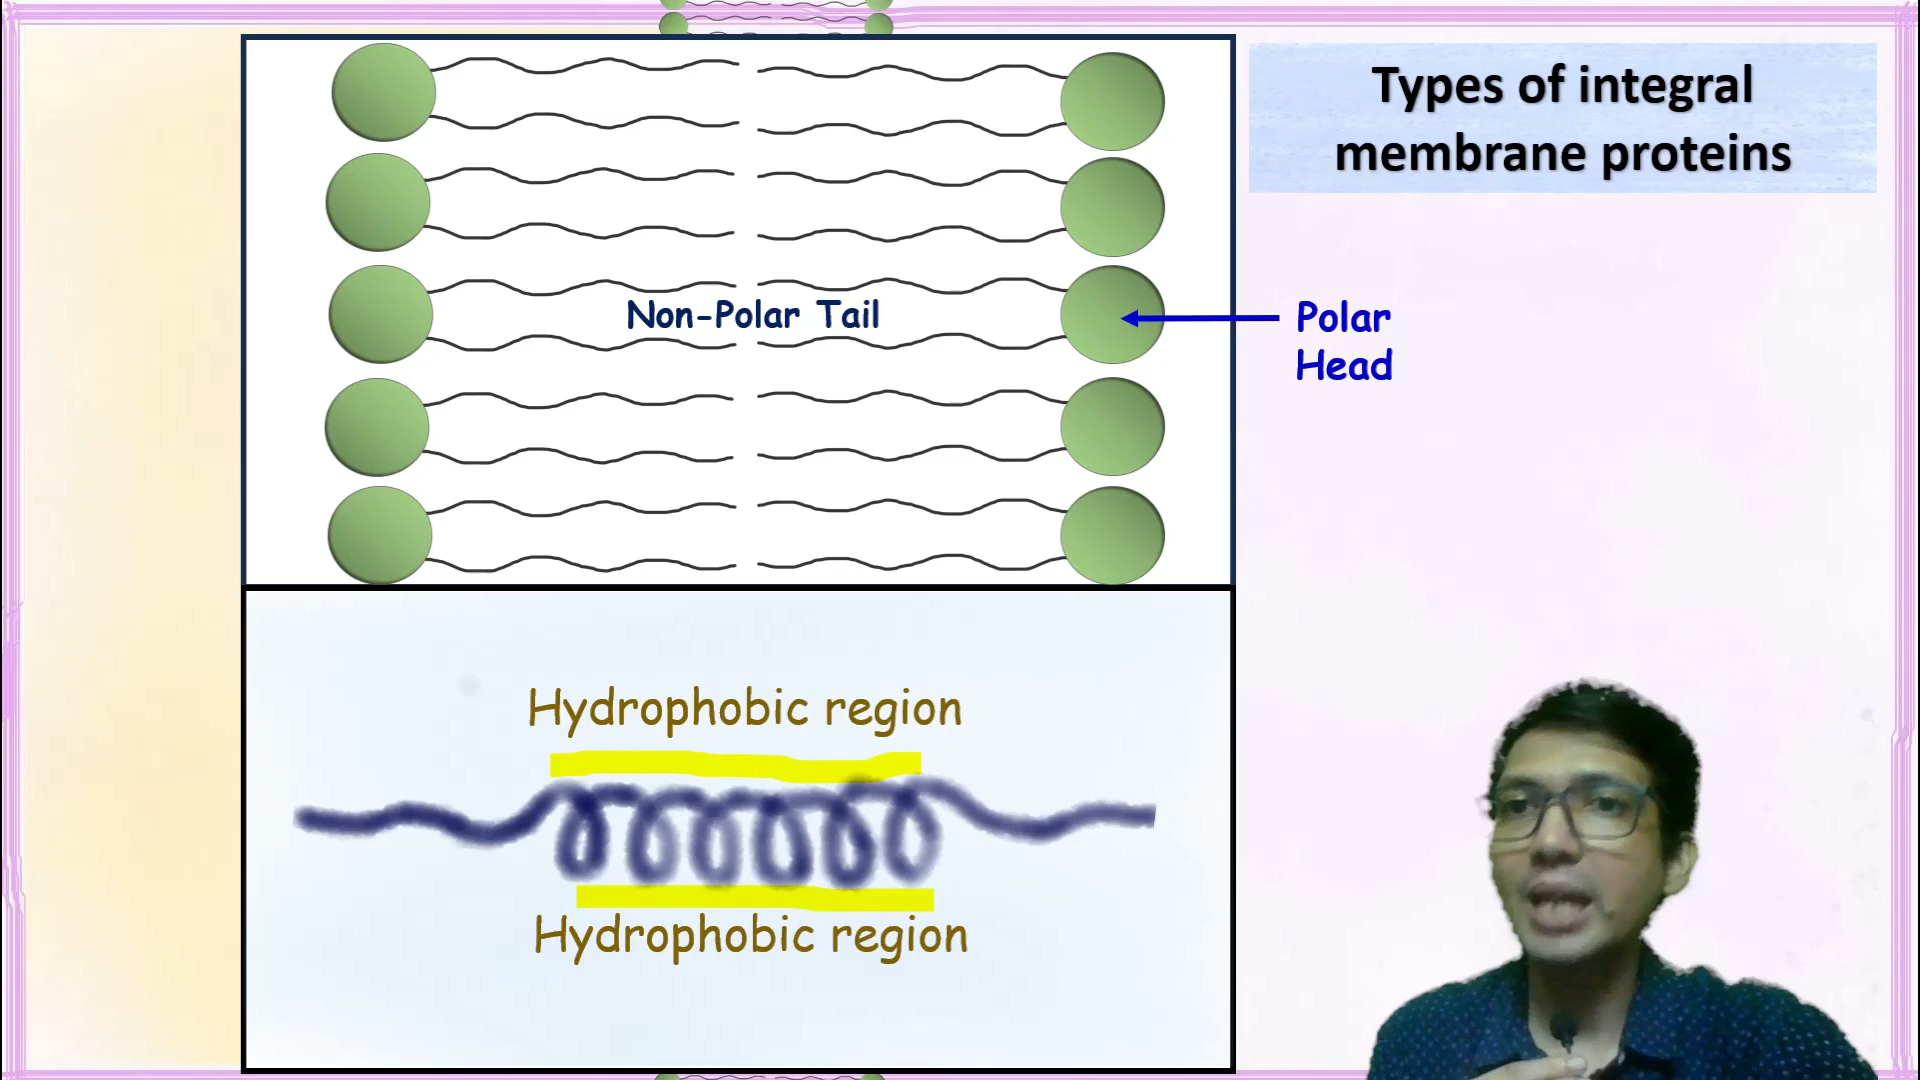 Types of integral
membrane proteins
Non-Polar Tail
Polar
Head
Hydrophobic region
Hydrophobic region